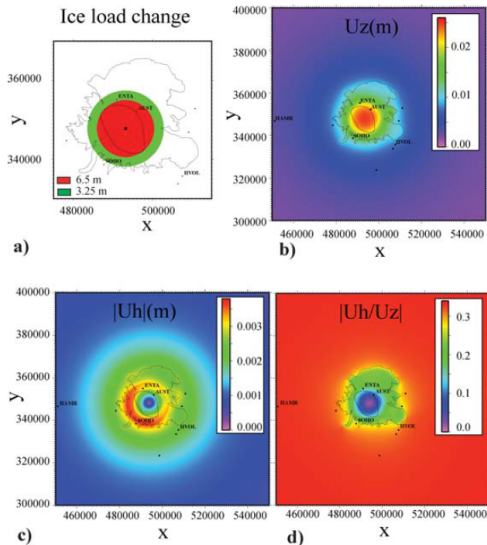 Ice load change
360000
y
340000
ENTA
AUST
SOHO
HVOL
6.5 m
3.25 m
480000
500000
x
a)
Uz(m)
400000
380000
360000
340000
320000
300000
HAMR
ENTA
AUST
SOHO
HVOL
0.02
0.01
0.00
460000 480000 500000 520000 540000
x
b)
|Uh|(m)
400000
380000
y
360000
340000
320000
300000
HAMR
ENTA
AUST
SOHO
HVOL
0.003
0.002
0.001
0.000
460000 480000 500000 520000 540000
x
c)
|Uh/Uz|
HAMR
ENTA
AUST
SOHO
HVOL
0.3
0.2
0.1
0.0
460000 480000 500000 520000 540000
x
d)